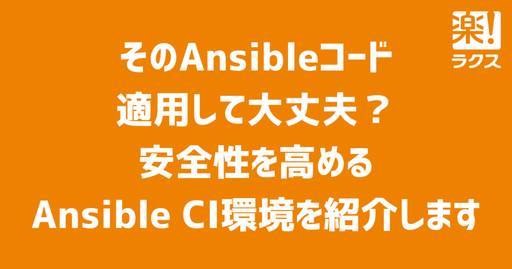 楽!
ラクス
そのAnsibleコード
適用して大丈夫？
安全性を高める
Ansible CI環境を紹介します